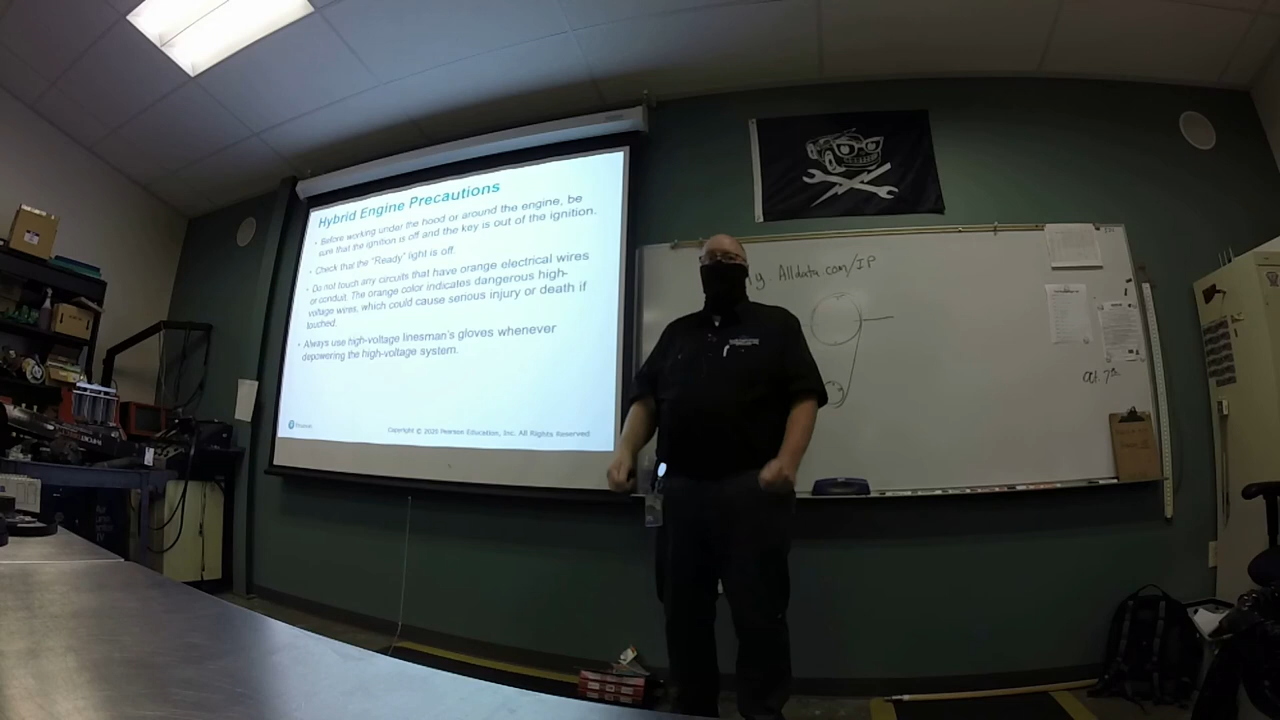 Hybrid Engine Precautions
• Before working under the hood or around the engine, be
sure that the ignition is off and the key is out of the ignition.
• Check that the "Ready" light is off.
• Do not touch any circuits that have orange electrical wires
or conduit. The orange color indicates dangerous high-
voltage wires, which could cause serious injury or death if
touched.
• Always use high-voltage linesman's gloves whenever
depowering the high-voltage system.
Pearson
Copyright © 2020 Pearson Education, Inc. All Rights Reserved
Alldata.com/IP
Oct. 7th